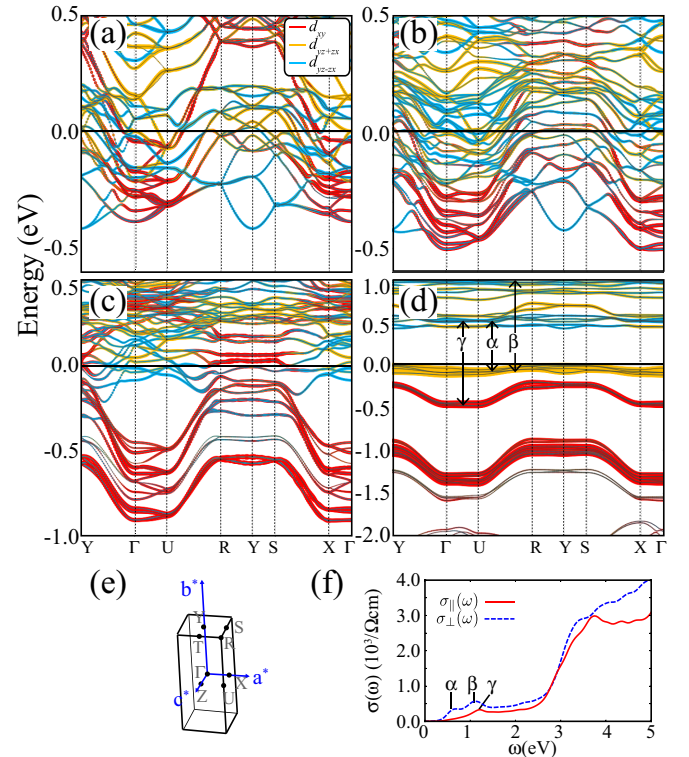 (a)
d_xy
d_yz+zx
d_yz-zx
(b)
0.5
0.0
-0.5
0.5
0.0
-0.5
Energy (eV)
(c)
(d)
0.5
0.0
-0.5
-1.0
1.0
0.5
0.0
-0.5
-1.0
-1.5
-2.0
γ α β
Y Γ U R Y S X Γ
Y Γ U R Y S X Γ
(e)
b*
Y
S
T
R
Γ
X
a*
c*
Z
U
(f)
σ∥(ω)
σ⊥(ω)
σ(ω) (10³/Ωcm)
4.0
3.0
2.0
1.0
0.0
α β γ
0 1 2 3 4 5
ω(eV)